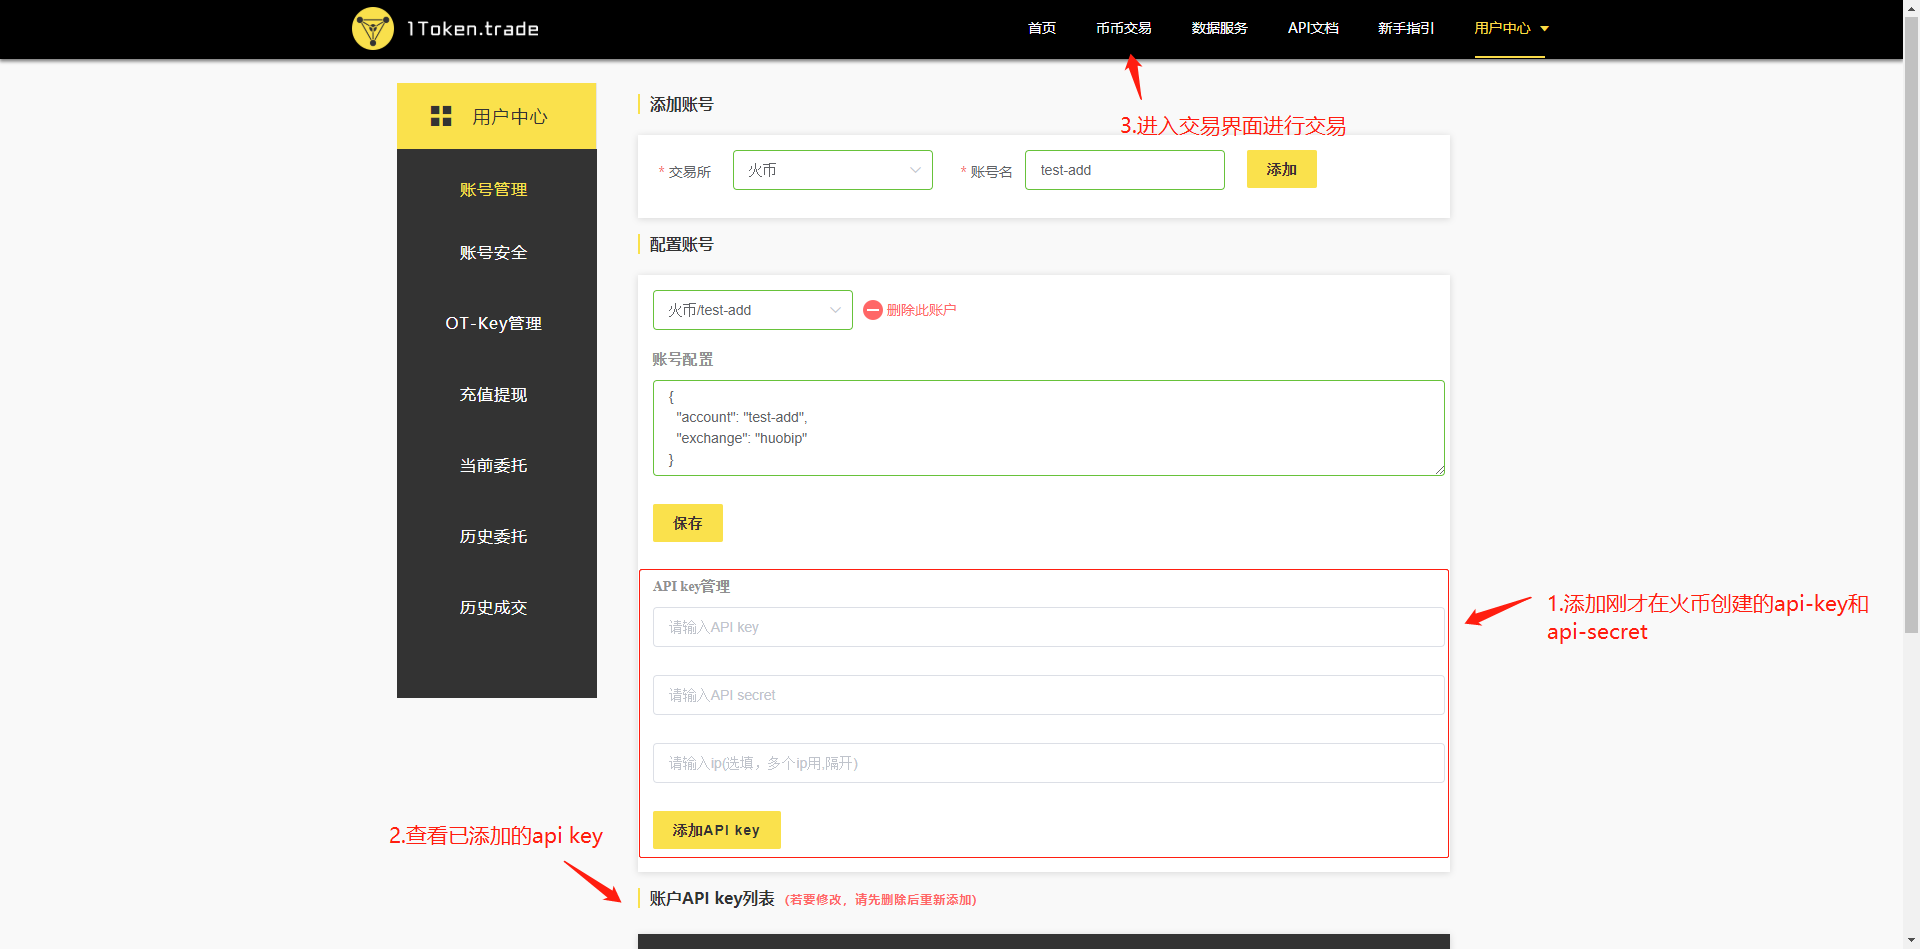 1Token.trade
首页 币币交易 数据服务 API文档 新手指引 用户中心
用户中心
账号管理
账号安全
OT-Key管理
充值提现
当前委托
历史委托
历史成交
添加账号
3.进入交易界面进行交易
* 交易所 火币 * 账号名 test-add 添加
配置账号
火币/test-add 删除此账户
账号配置
{
"account": "test-add",
"exchange": "huobip"
}
保存
API key管理
请输入API key
请输入API secret
请输入ip(选填，多个ip用,隔开)
添加API key
1.添加刚才在火币创建的api-key和
api-secret
2.查看已添加的api key
账户API key列表 (若要修改，请先删除后重新添加)